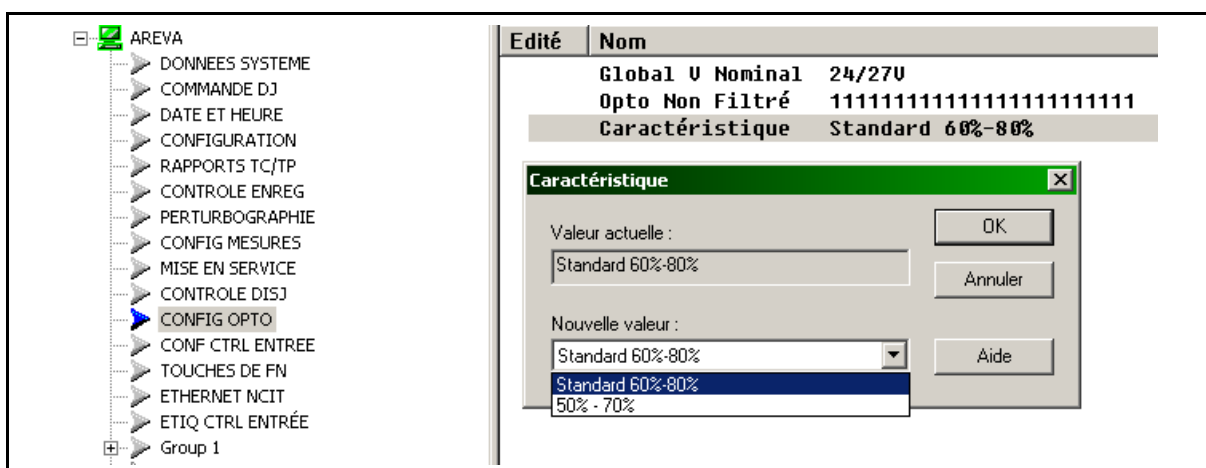 AREVA
DONNEES SYSTEME
COMMANDE DJ
DATE ET HEURE
CONFIGURATION
RAPPORTS TC/TP
CONTROLE ENREG
PERTURBOGRAPHIE
CONFIG MESURES
MISE EN SERVICE
CONTROLE DISJ
CONFIG OPTO
CONF CTRL ENTREE
TOUCHES DE FN
ETHERNET NCIT
ETIQ CTRL ENTRÉE
Group 1
Edité Nom
Global V Nominal 24/27V
Opto Non Filtré 111111111111111111111111
Caractéristique Standard 60%-80%
Caractéristique
Valeur actuelle :
Standard 60%-80%
Nouvelle valeur :
Standard 60%-80%
Standard 60%-80%
50% - 70%
OK
Annuler
Aide